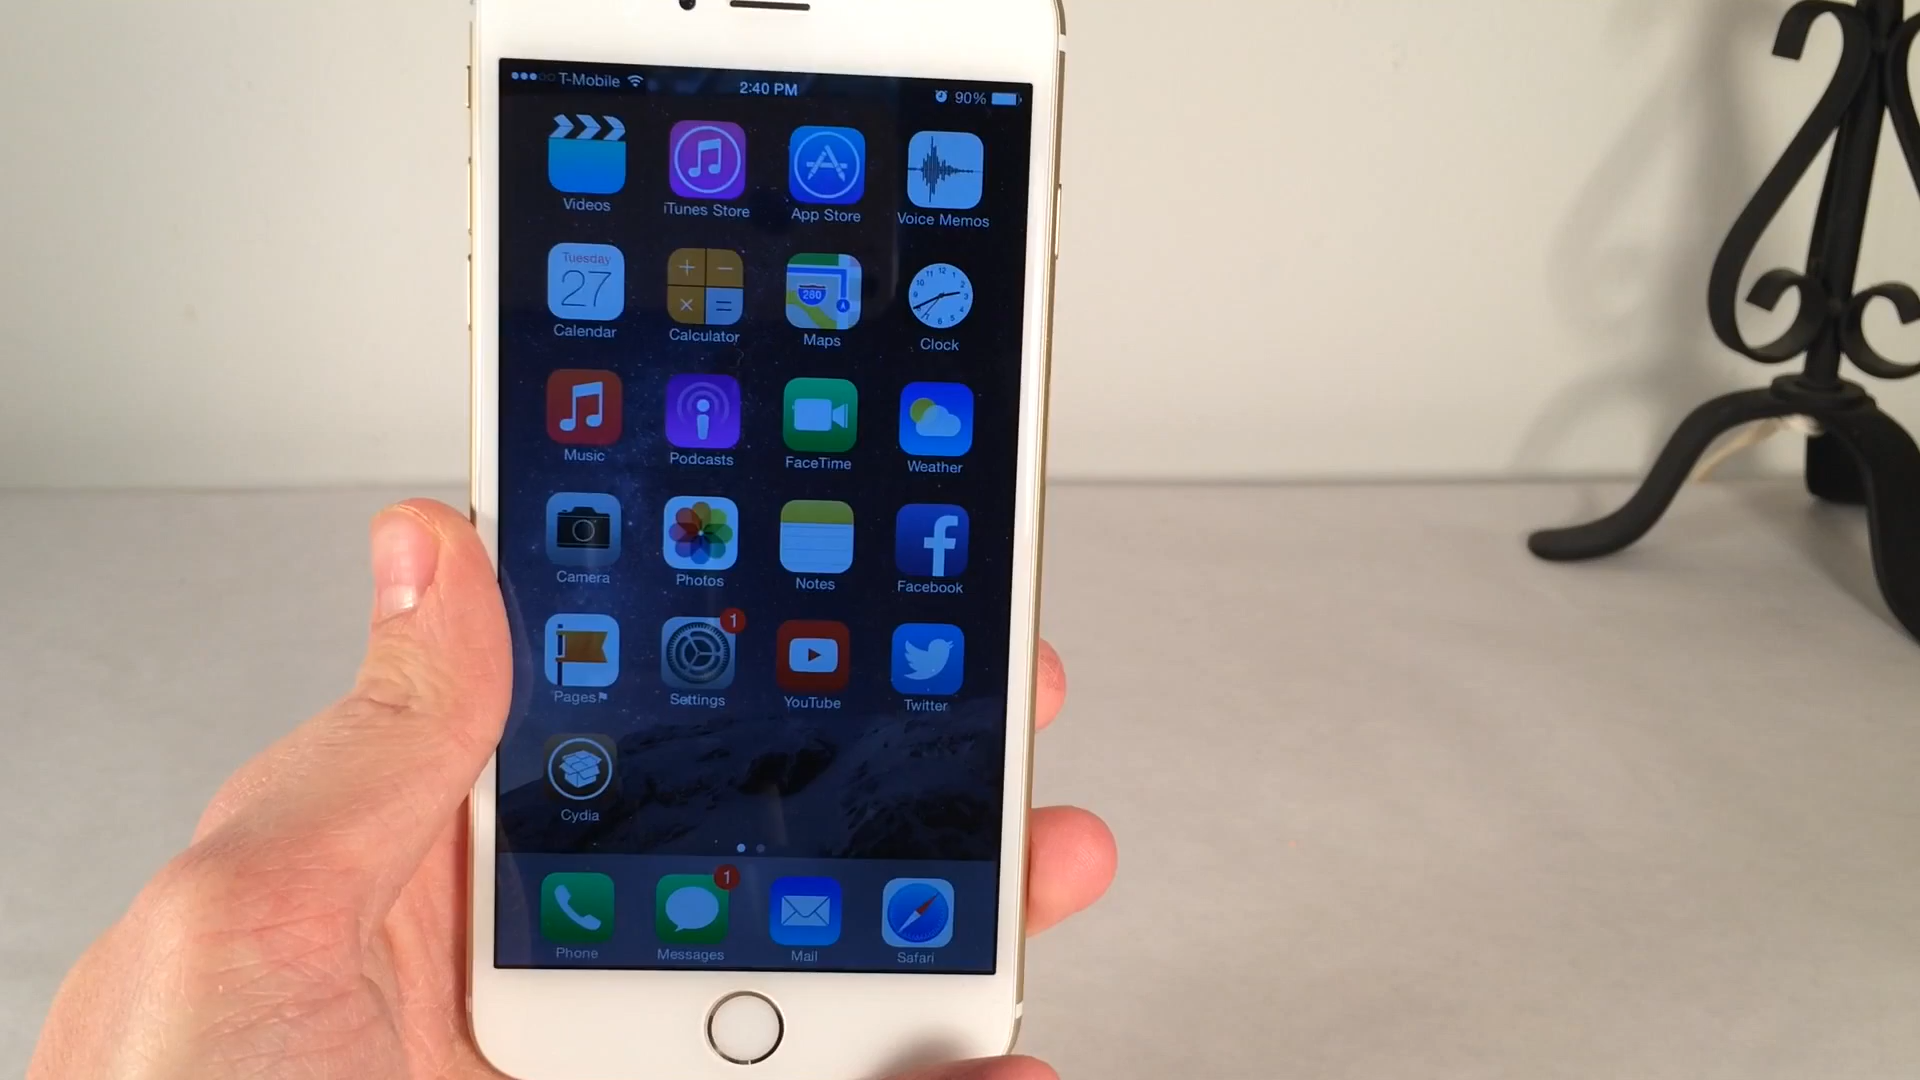 T-Mobile 2:40 PM 90%
Videos iTunes Store App Store Voice Memos
Tuesday
27
280
Calendar Calculator Maps Clock
Music Podcasts FaceTime Weather
Camera Photos Notes Facebook
1
Pages Settings YouTube Twitter
Cydia
1
Phone Messages Mail Safari